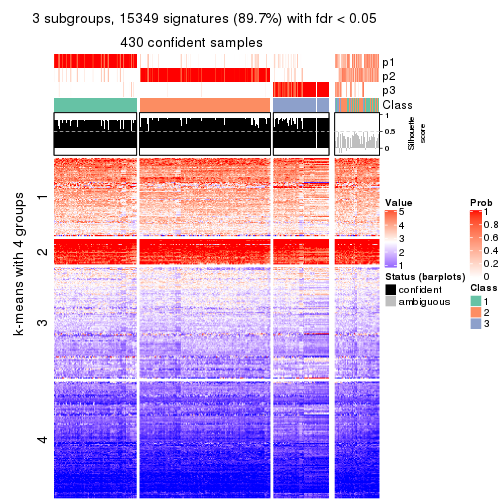 3 subgroups, 15349 signatures (89.7%) with fdr < 0.05
430 confident samples
p1
p2
p3
Class
1
0.5
0
Silhouette
score
k-means with 4 groups
1
2
3
4
Value
5
4
3
2
1
Status (barplots)
confident
ambiguous
Prob
1
0.8
0.6
0.4
0.2
0
Class
1
2
3